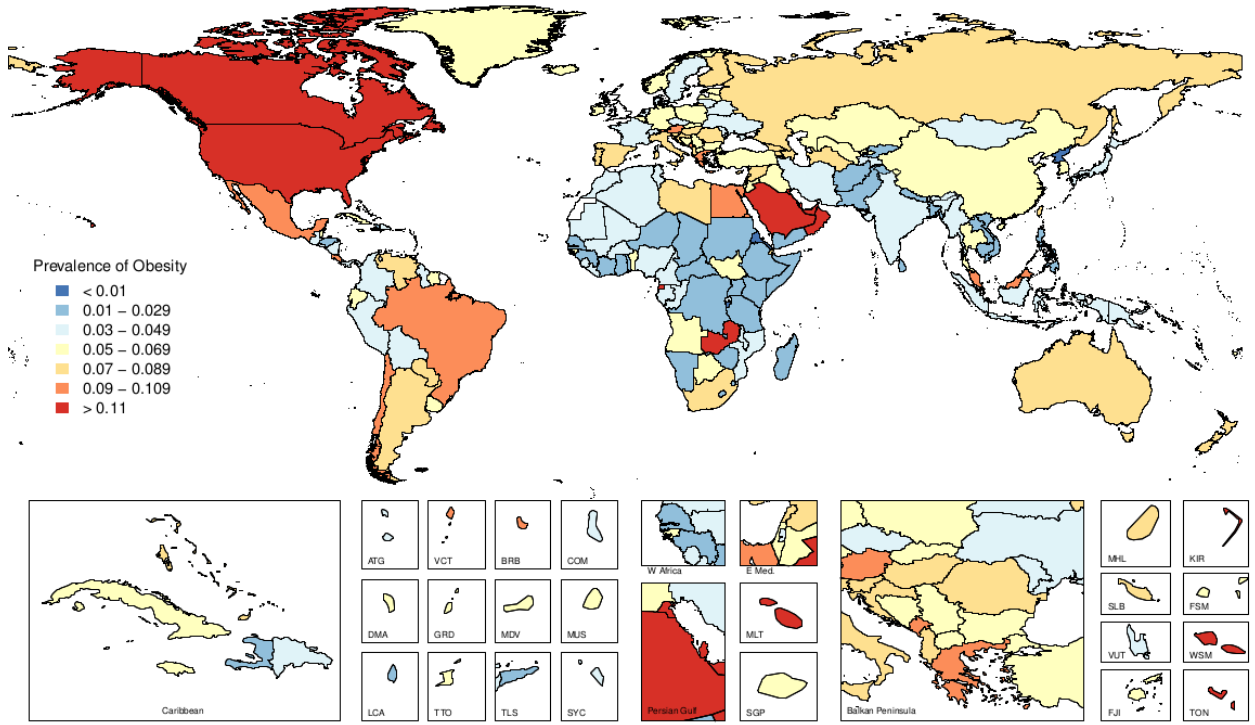 Prevalence of Obesity
< 0.01
0.01 – 0.029
0.03 – 0.049
0.05 – 0.069
0.07 – 0.089
0.09 – 0.109
> 0.11
Caribbean
ATG
VCT
BRB
COM
DMA
GRD
MDV
MUS
LCA
TTO
TLS
SYC
W Africa
E Med.
Persian Gulf
MLT
SGP
Balkan Peninsula
MHL
KIR
SLB
FSM
VUT
WSM
FJI
TON